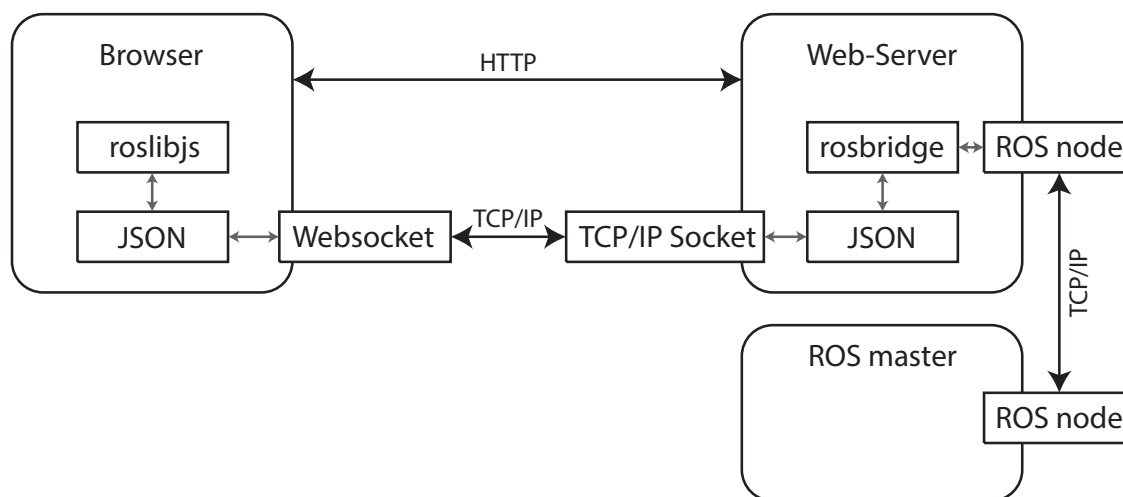 Browser
HTTP
Web-Server
roslibjs
rosbridge
ROS node
JSON
Websocket
TCP/IP
TCP/IP Socket
JSON
TCP/IP
ROS master
ROS node